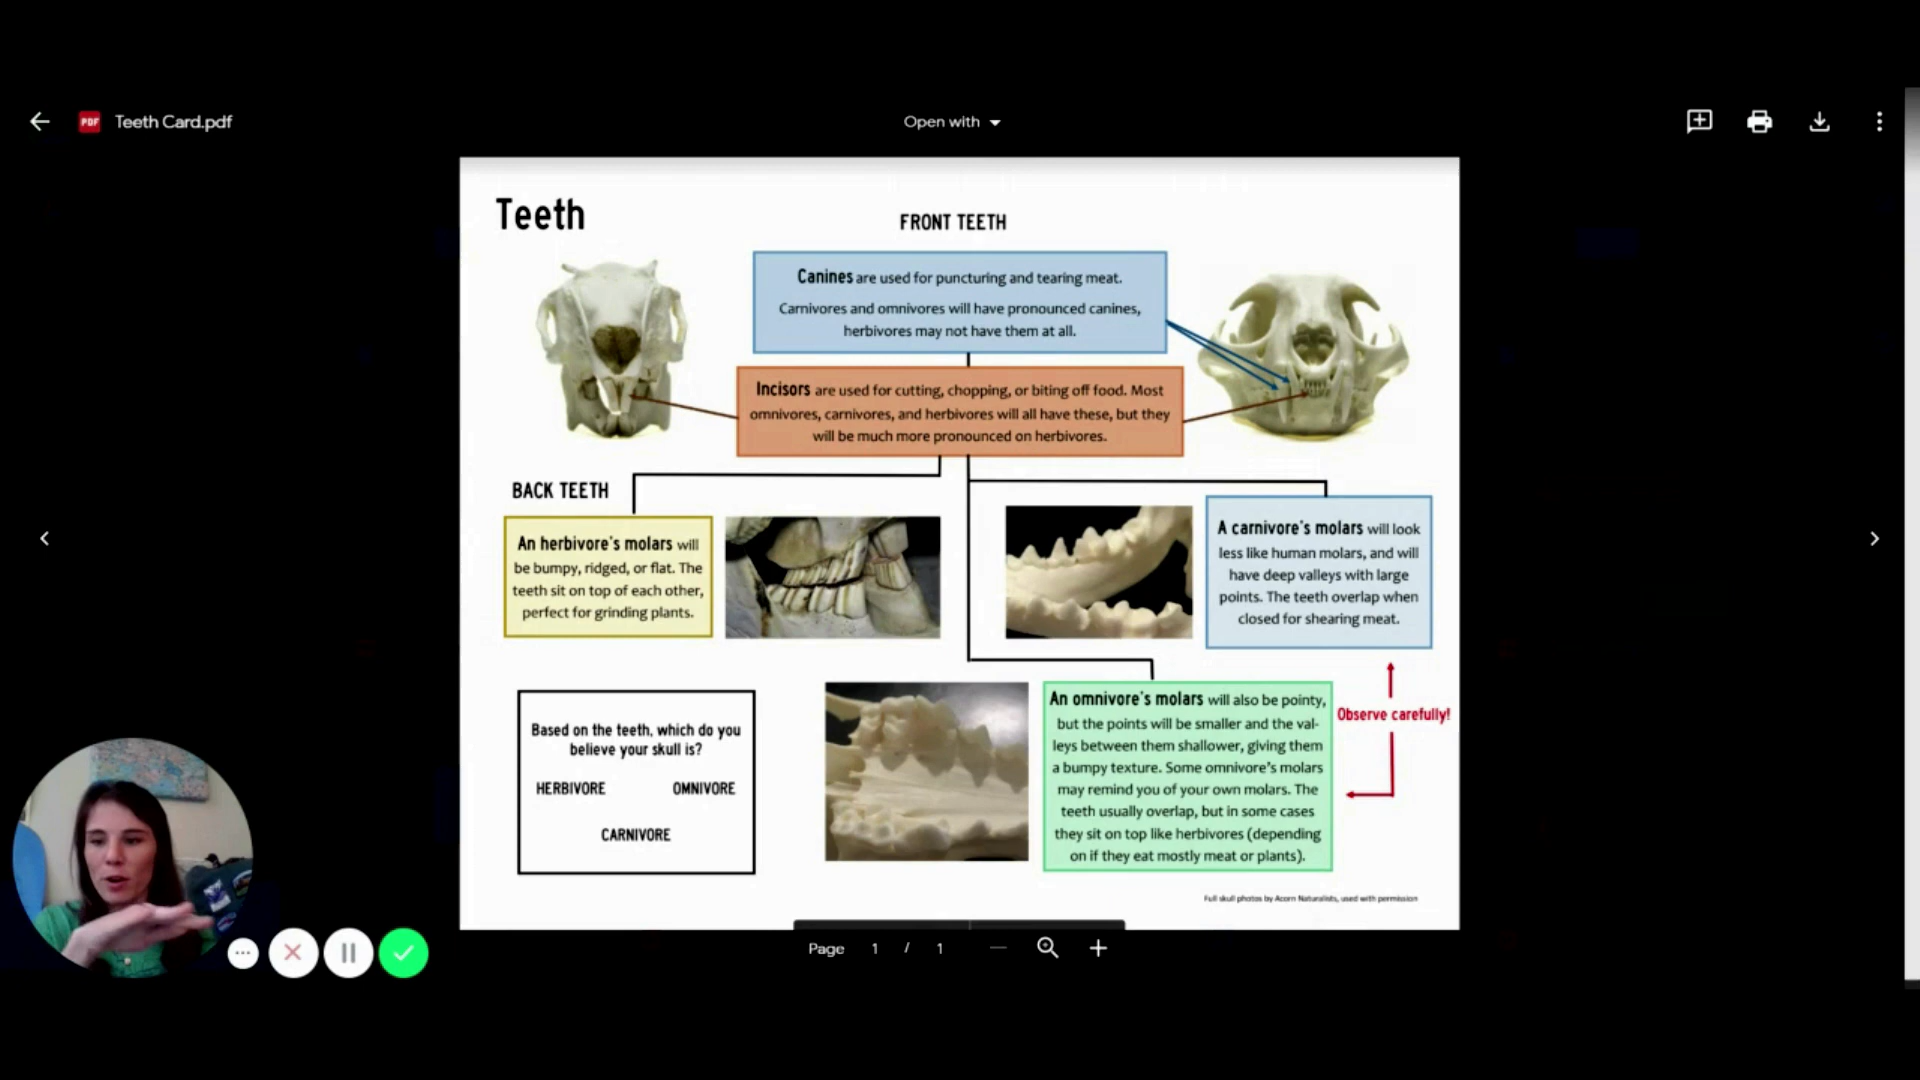 PDF Teeth Card.pdf
Open with
Teeth
FRONT TEETH
Canines are used for puncturing and tearing meat.
Carnivores and omnivores will have pronounced canines,
herbivores may not have them at all.
Incisors are used for cutting, chopping, or biting off food. Most
omnivores, carnivores, and herbivores will all have these, but they
will be much more pronounced on herbivores.
BACK TEETH
An herbivore's molars will
be bumpy, ridged, or flat. The
teeth sit on top of each other,
perfect for grinding plants.
A carnivore's molars will look
less like human molars, and will
have deep valleys with large
points. The teeth overlap when
closed for shearing meat.
Based on the teeth, which do you
believe your skull is?
HERBIVORE OMNIVORE
CARNIVORE
An omnivore's molars will also be pointy,
but the points will be smaller and the val-
leys between them shallower, giving them
a bumpy texture. Some omnivore's molars
may remind you of your own molars. The
teeth usually overlap, but in some cases
they sit on top like herbivores (depending
on if they eat mostly meat or plants).
Observe carefully!
Full skull photos by Acorn Naturalists, used with permission
Page 1 / 1